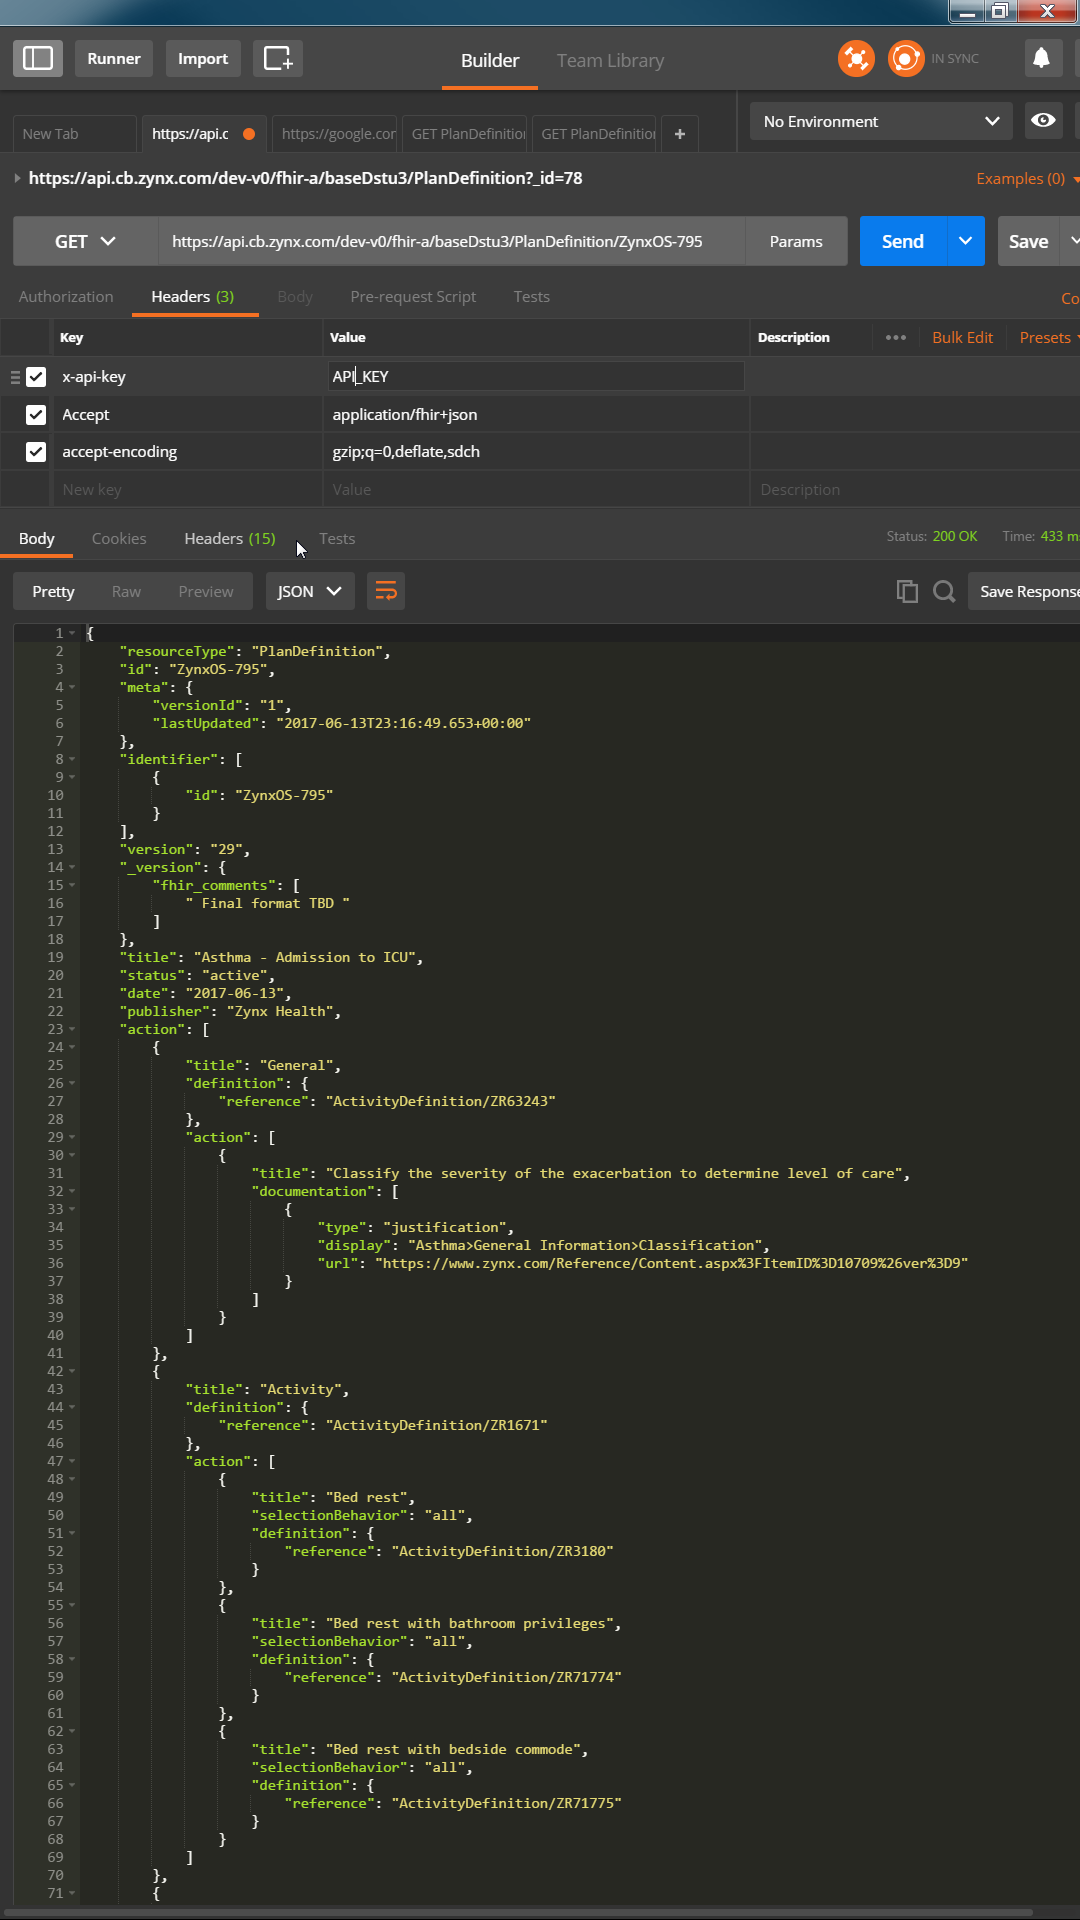 Runner
Import
Builder
Team Library
IN SYNC
New Tab
https://api.c
https://google.cor
GET PlanDefinition
GET PlanDefinition
+
No Environment
https://api.cb.zynx.com/dev-v0/fhir-a/baseDstu3/PlanDefinition?_id=78
Examples (0)
GET
https://api.cb.zynx.com/dev-v0/fhir-a/baseDstu3/PlanDefinition/ZynxOS-795
Params
Send
Save
Authorization
Headers (3)
Body
Pre-request Script
Tests
Co
Key
Value
Description
Bulk Edit
Presets
x-api-key
API_KEY
Accept
application/fhir+json
accept-encoding
gzip;q=0,deflate,sdch
New key
Value
Description
Body
Cookies
Headers (15)
Tests
Status: 200 OK
Time: 433 ms
Pretty
Raw
Preview
JSON
Save Response
1 {
2 "resourceType": "PlanDefinition",
3 "id": "ZynxOS-795",
4 "meta": {
5 "versionId": "1",
6 "lastUpdated": "2017-06-13T23:16:49.653+00:00"
7 },
8 "identifier": [
9 {
10 "id": "ZynxOS-795"
11 }
12 ],
13 "version": "29",
14 "_version": {
15 "fhir_comments": [
16 " Final format TBD "
17 ]
18 },
19 "title": "Asthma - Admission to ICU",
20 "status": "active",
21 "date": "2017-06-13",
22 "publisher": "Zynx Health",
23 "action": [
24 {
25 "title": "General",
26 "definition": {
27 "reference": "ActivityDefinition/ZR63243"
28 },
29 "action": [
30 {
31 "title": "Classify the severity of the exacerbation to determine level of care",
32 "documentation": [
33 {
34 "type": "justification",
35 "display": "Asthma>General Information>Classification",
36 "url": "https://www.zynx.com/Reference/Content.aspx%3FItemID%3D10709%26ver%3D9"
37 }
38 ]
39 }
40 ]
41 },
42 {
43 "title": "Activity",
44 "definition": {
45 "reference": "ActivityDefinition/ZR1671"
46 },
47 "action": [
48 {
49 "title": "Bed rest",
50 "selectionBehavior": "all",
51 "definition": {
52 "reference": "ActivityDefinition/ZR3180"
53 }
54 },
55 {
56 "title": "Bed rest with bathroom privileges",
57 "selectionBehavior": "all",
58 "definition": {
59 "reference": "ActivityDefinition/ZR71774"
60 }
61 },
62 {
63 "title": "Bed rest with bedside commode",
64 "selectionBehavior": "all",
65 "definition": {
66 "reference": "ActivityDefinition/ZR71775"
67 }
68 }
69 ]
70 },
71 {